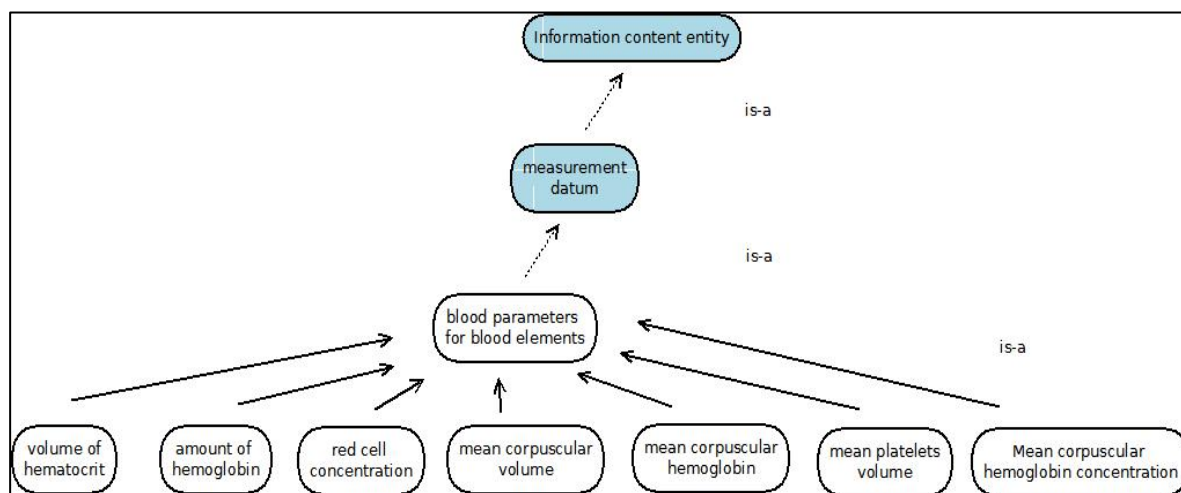 Information content entity
is-a
measurement
datum
is-a
blood parameters
for blood elements
is-a
volume of
hematocrit
amount of
hemoglobin
red cell
concentration
mean corpuscular
volume
mean corpuscular
hemoglobin
mean platelets
volume
Mean corpuscular
hemoglobin concentration